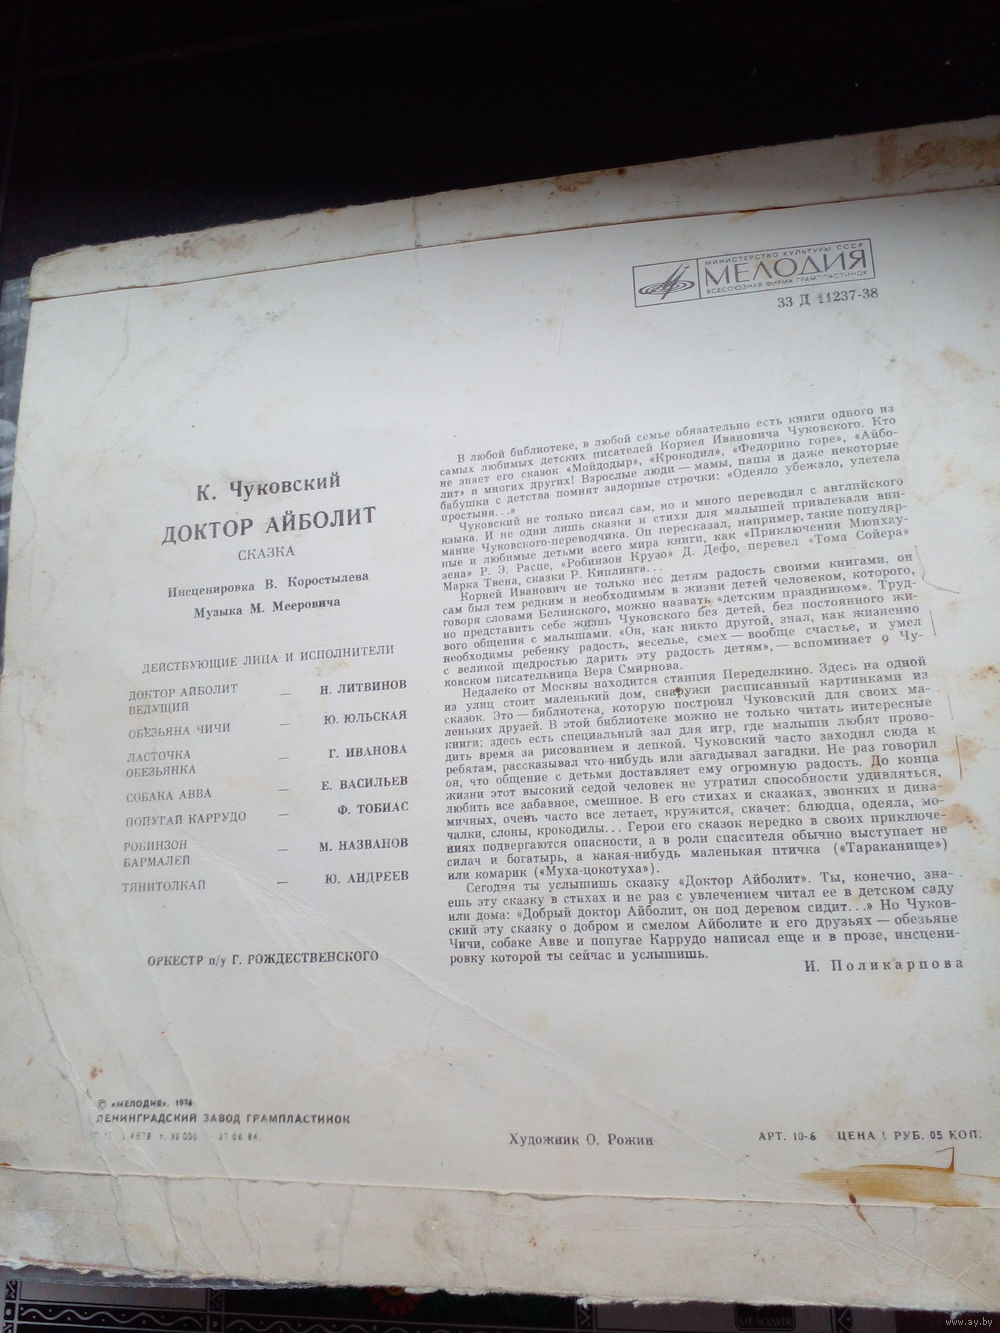 МИНИСТЕРСТВО КУЛЬТУРЫ СССР
МЕЛОДИЯ
ВСЕСОЮЗНАЯ ФИРМА ГРАМПЛАСТИНОК
33 Д 11237-38
К. Чуковский
ДОКТОР АЙБОЛИТ
СКАЗКА
Инсценировка В. Коростылева
Музыка М. Мееровича
ДЕЙСТВУЮЩИЕ ЛИЦА И ИСПОЛНИТЕЛИ
ДОКТОР АЙБОЛИТ
ВЕДУЩИЙ — Н. ЛИТВИНОВ
ОБЕЗЬЯНА ЧИЧИ — Ю. ЮЛЬСКАЯ
ЛАСТОЧКА
ОБЕЗЬЯНКА — Г. ИВАНОВА
СОБАКА АВВА — Е. ВАСИЛЬЕВ
ПОПУГАЙ КАРРУДО — Ф. ТОБИАС
РОБИНЗОН
БАРМАЛЕЙ — М. НАЗВАНОВ
ТЯНИТОЛКАЙ — Ю. АНДРЕЕВ
ОРКЕСТР п/у Г. РОЖДЕСТВЕНСКОГО
В любой библиотеке, в любой семье обязательно есть книги одного из
самых любимых детских писателей Корнея Ивановича Чуковского. Кто
не знает его сказок «Мойдодыр», «Крокодил», «Федорино горе», «Айбо-
лит» и многих других! Взрослые люди — мамы, папы и даже некоторые
бабушки с детства помнят задорные строчки: «Одеяло убежало, улетела
простыня...»
Чуковский не только писал сам, но и много переводил с английского
языка. И не одни лишь сказки и стихи для малышей привлекали вни-
мание Чуковского-переводчика. Он пересказал, например, такие популяр-
ные и любимые детьми всего мира книги, как «Приключения Мюнхау-
зена» Р. Э. Распе, «Робинзон Крузо» Д. Дефо, перевел «Тома Сойера»
Марка Твена, сказки Р. Киплинга...
Корней Иванович не только нес детям радость своими книгами, он
сам был тем редким и необходимым в жизни детей человеком, которого,
говоря словами Белинского, можно назвать «детским праздником». Труд-
но представить себе жизнь Чуковского без детей, без постоянного жи-
вого общения с малышами. «Он, как никто другой, знал, как жизненно
необходимы ребенку радость, веселье, смех — вообще счастье, и умел
с великой щедростью дарить эту радость детям», — вспоминает о Чу-
ковском писательница Вера Смирнова.
Недалеко от Москвы находится станция Переделкино. Здесь на одной
из улиц стоит маленький дом, снаружи расписанный картинками из
сказок. Это — библиотека, которую построил Чуковский для своих ма-
леньких друзей. В этой библиотеке можно не только читать интересные
книги; здесь есть специальный зал для игр, где малыши любят прово-
дить время за рисованием и лепкой. Чуковский часто заходил сюда к
ребятам, рассказывал что-нибудь или загадывал загадки. Не раз говорил
он, что общение с детьми доставляет ему огромную радость. До конца
жизни этот высокий седой человек не утратил способности удивляться,
любить все забавное, смешное. В его стихах и сказках, звонких и дина-
мичных, очень часто все летает, кружится, скачет: блюдца, одеяла, мо-
чалки, слоны, крокодилы... Герои его сказок нередко в своих приключе-
ниях подвергаются опасности, а в роли спасителя обычно выступает не
силач и богатырь, а какая-нибудь маленькая птичка («Тараканище»)
или комарик («Муха-цокотуха»).
Сегодня ты услышишь сказку «Доктор Айболит». Ты, конечно, зна-
ешь эту сказку в стихах и не раз с увлечением читал ее в детском саду
или дома: «Добрый доктор Айболит, он под деревом сидит...» Но Чуков-
ский эту сказку о добром и смелом Айболите и его друзьях — обезьяне
Чичи, собаке Авве и попугае Каррудо написал еще и в прозе, инсцени-
ровку которой ты сейчас и услышишь.
И. Поликарпова
© «МЕЛОДИЯ», 1974
ЛЕНИНГРАДСКИЙ ЗАВОД ГРАМПЛАСТИНОК
т. 30 000
Художник О. Рожин
АРТ. 10-6 ЦЕНА 1 РУБ. 05 КОП.
МЕЛОДИЯ
www.ay.by